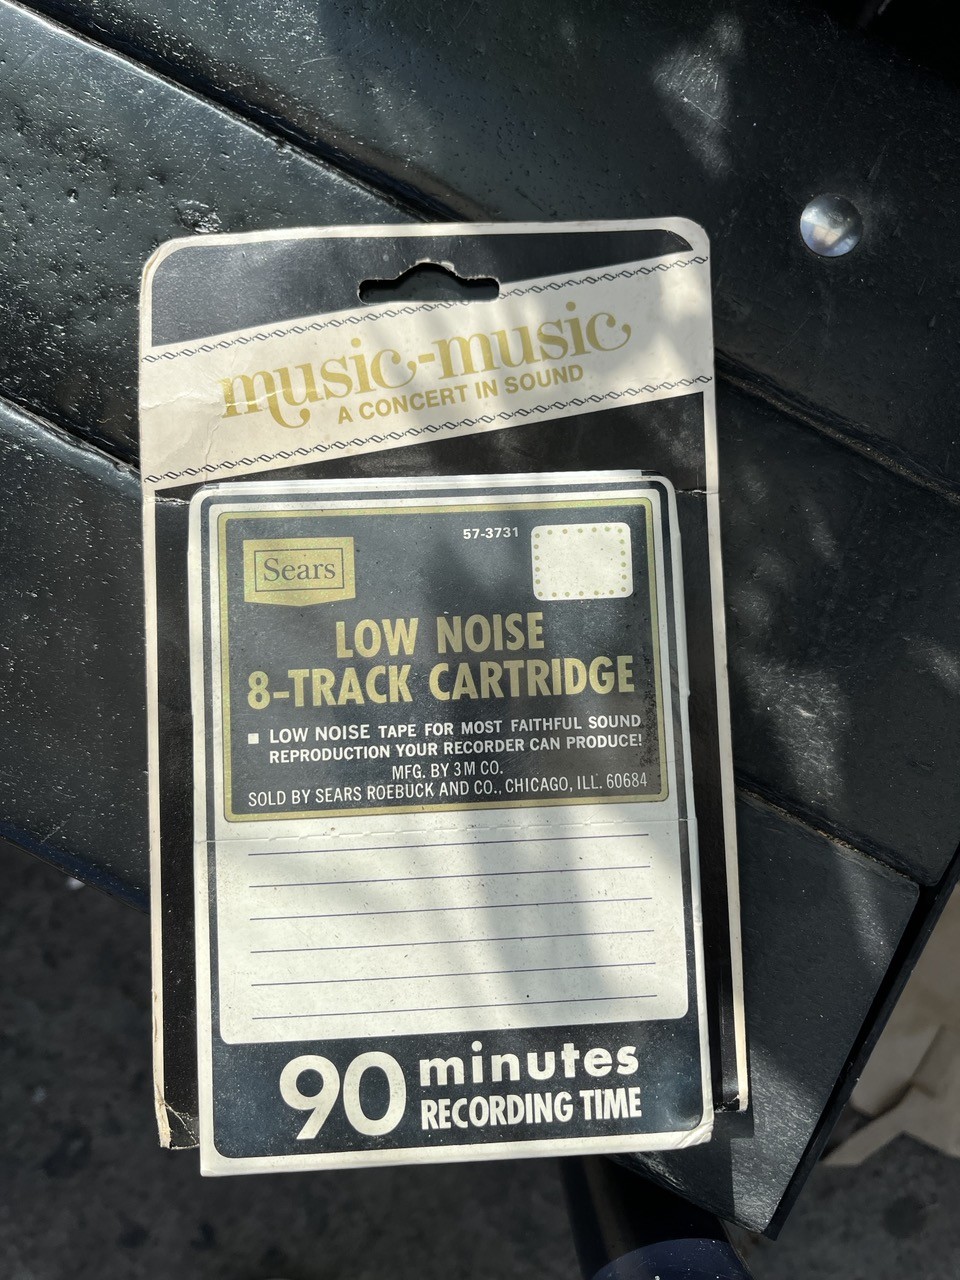 music-music
A CONCERT IN SOUND
57-3731
Sears
LOW NOISE
8-TRACK CARTRIDGE
■ LOW NOISE TAPE FOR MOST FAITHFUL SOUND
REPRODUCTION YOUR RECORDER CAN PRODUCE!
MFG. BY 3M CO.
SOLD BY SEARS ROEBUCK AND CO., CHICAGO, ILL. 60684
90 minutes
RECORDING TIME